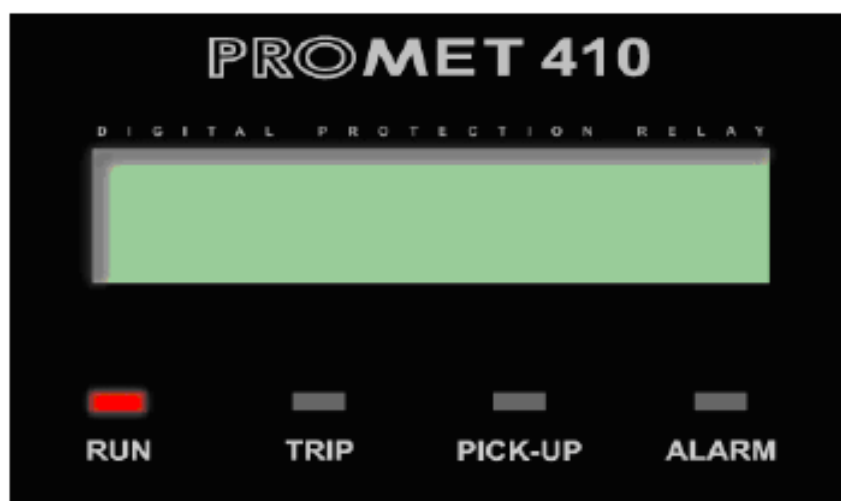 PROMET 410
DIGITAL PROTECTION RELAY
RUN TRIP PICK-UP ALARM